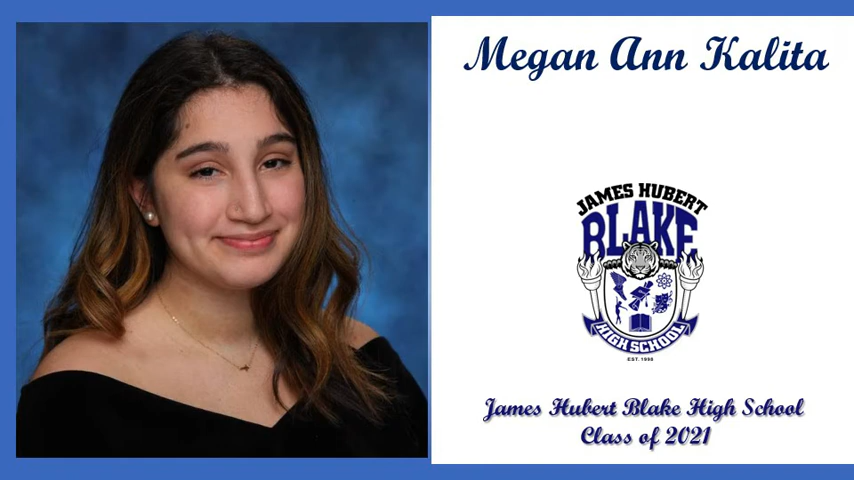 Megan Ann Kalita
JAMES HUBERT
BLAKE
HIGH SCHOOL
EST. 1998
James Hubert Blake High School
Class of 2021